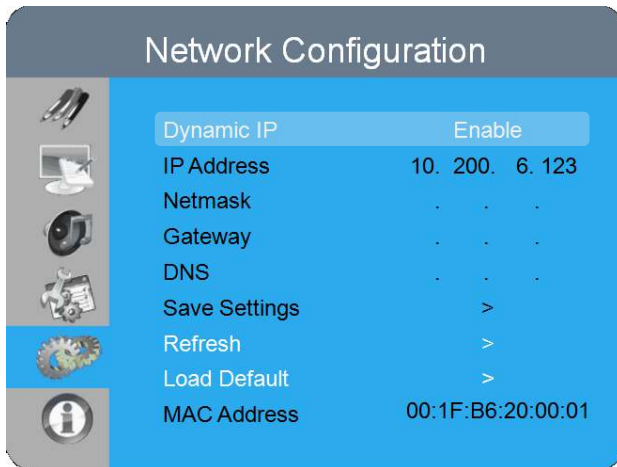 Network Configuration
Dynamic IP Enable
IP Address 10. 200. 6. 123
Netmask . . .
Gateway . . .
DNS . . .
Save Settings >
Refresh >
Load Default >
MAC Address 00:1F:B6:20:00:01